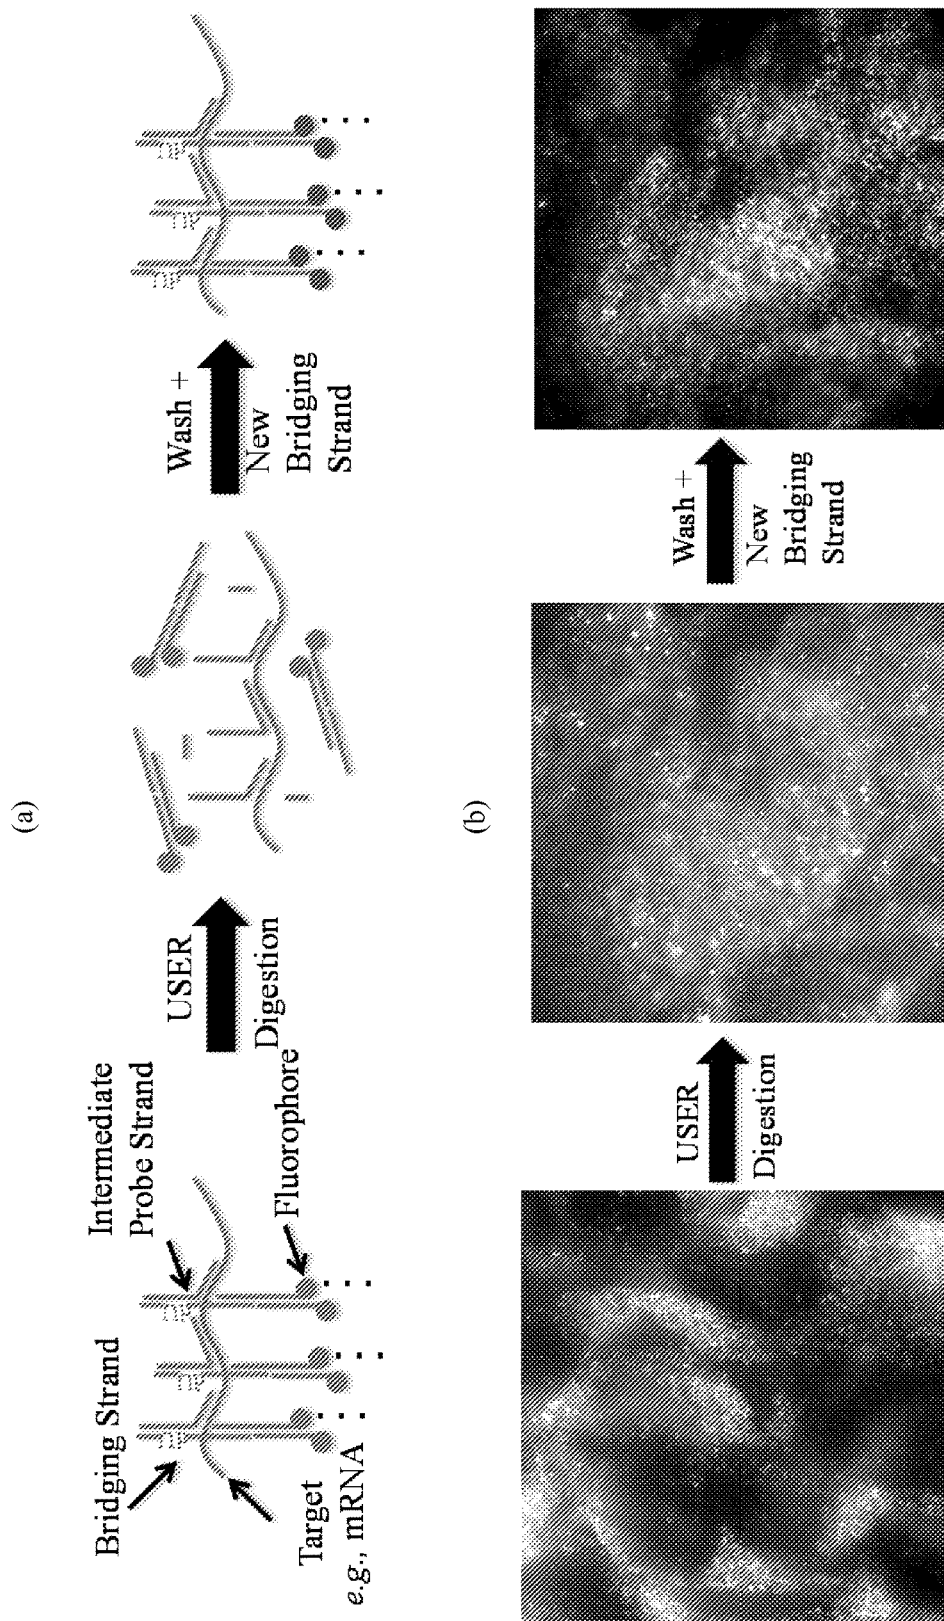 (a)
Bridging Strand
Intermediate
Probe Strand
Target
e.g., mRNA
Fluorophore
USER
Digestion
Wash +
New
Bridging
Strand
(b)
USER
Digestion
Wash +
New
Bridging
Strand